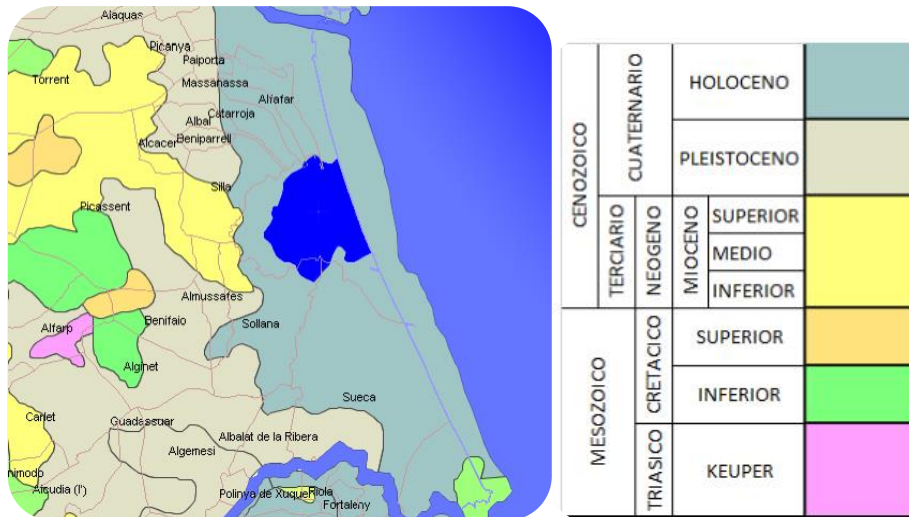 Alaquas
Picanya
Paiporta
Torrent
Massanassa
Alfafar
Catarroja
Albal
Beniparrell
Alcacer
Silla
Picassent
Almussafes
Alfarp
Benifaio
Sollana
Alginet
Sueca
Carlet
Guadassuar
Albalat de la Ribera
Algemesi
nimodo
Alcudia (l')
Polinya de Xuquer
Riola
Fortaleny
CENOZOICO
CUATERNARIO
HOLOCENO
PLEISTOCENO
TERCIARIO
NEOGENO
MIOCENO
SUPERIOR
MEDIO
INFERIOR
MESOZOICO
CRETACICO
SUPERIOR
INFERIOR
TRIASICO
KEUPER